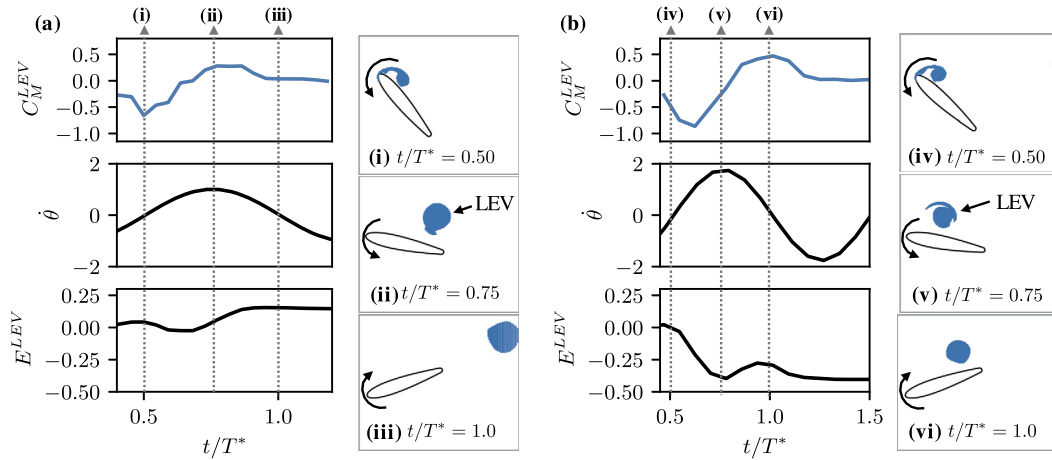 (a)
(i) (ii) (iii)
C_M^{LEV}
0.5
0.0
−0.5
−1.0
(i) t/T* = 0.50
θ̇
2
0
−2
LEV
(ii) t/T* = 0.75
E^{LEV}
0.25
0.00
−0.25
−0.50
0.5 1.0
t/T*
(iii) t/T* = 1.0
(b)
(iv) (v) (vi)
C_M^{LEV}
0.5
0.0
−0.5
−1.0
(iv) t/T* = 0.50
θ̇
2
0
−2
LEV
(v) t/T* = 0.75
E^{LEV}
0.25
0.00
−0.25
−0.50
0.5 1.0 1.5
t/T*
(vi) t/T* = 1.0